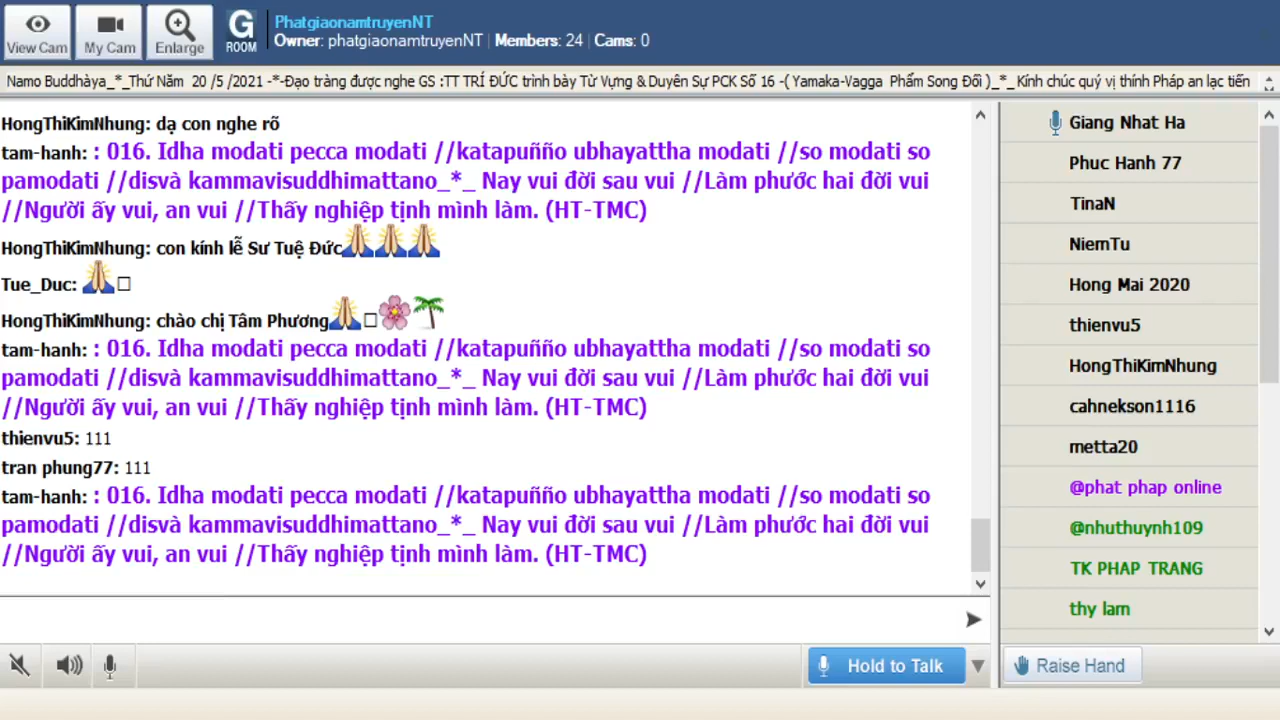 View Cam
My Cam
Enlarge
G
ROOM
PhatgiaonamtruyenNT
Owner: phatgiaonamtruyenNT | Members: 24 | Cams: 0
Namo Buddhàya_*_Thứ Năm 20 /5 /2021 -*-Đạo tràng được nghe GS :TT TRÍ ĐỨC trình bày Từ Vựng & Duyên Sự PCK Số 16 -( Yamaka-Vagga Phẩm Song Đối )_*_ Kính chúc quý vị thính Pháp an lạc tiến
HongThiKimNhung: dạ con nghe rõ
tam-hanh: : 016. Idha modati pecca modati //katapuñño ubhayattha modati //so modati so
pamodati //disvà kammavisuddhimattano_*_ Nay vui đời sau vui //Làm phước hai đời vui
//Người ấy vui, an vui //Thấy nghiệp tịnh mình làm. (HT-TMC)
HongThiKimNhung: con kính lễ Sư Tuệ Đức🙏🙏🙏
Tue_Duc: 🙏□
HongThiKimNhung: chào chị Tâm Phương🙏□🌸🌴
tam-hanh: : 016. Idha modati pecca modati //katapuñño ubhayattha modati //so modati so
pamodati //disvà kammavisuddhimattano_*_ Nay vui đời sau vui //Làm phước hai đời vui
//Người ấy vui, an vui //Thấy nghiệp tịnh mình làm. (HT-TMC)
thienvu5: 111
tran phung77: 111
tam-hanh: : 016. Idha modati pecca modati //katapuñño ubhayattha modati //so modati so
pamodati //disvà kammavisuddhimattano_*_ Nay vui đời sau vui //Làm phước hai đời vui
//Người ấy vui, an vui //Thấy nghiệp tịnh mình làm. (HT-TMC)
Hold to Talk
Giang Nhat Ha
Phuc Hanh 77
TinaN
NiemTu
Hong Mai 2020
thienvu5
HongThiKimNhung
cahnekson1116
metta20
@phat phap online
@nhuthuynh109
TK PHAP TRANG
thy lam
Raise Hand